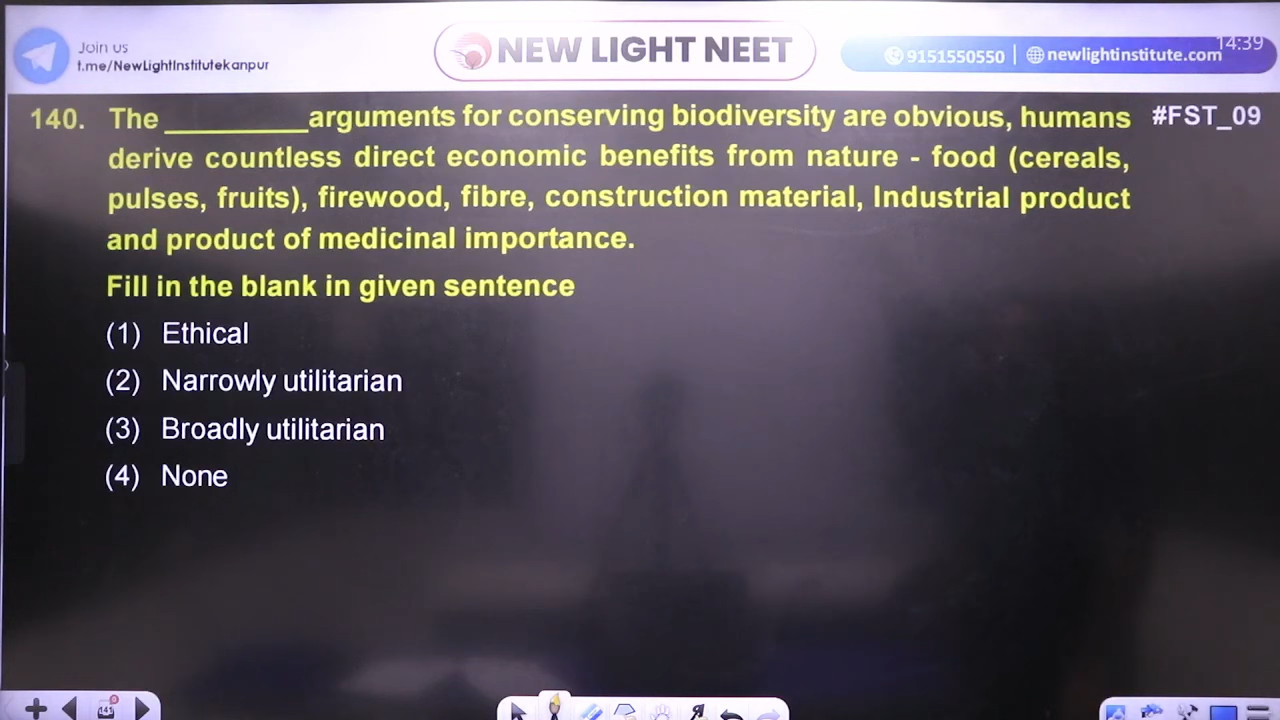 Join us
t.me/NewLightInstitutekanpur
NEW LIGHT NEET
9151550550 | newlightinstitute.com
14:39
140. The _________arguments for conserving biodiversity are obvious, humans
#FST_09
derive countless direct economic benefits from nature - food (cereals,
pulses, fruits), firewood, fibre, construction material, Industrial product
and product of medicinal importance.
Fill in the blank in given sentence
(1) Ethical
(2) Narrowly utilitarian
(3) Broadly utilitarian
(4) None
141